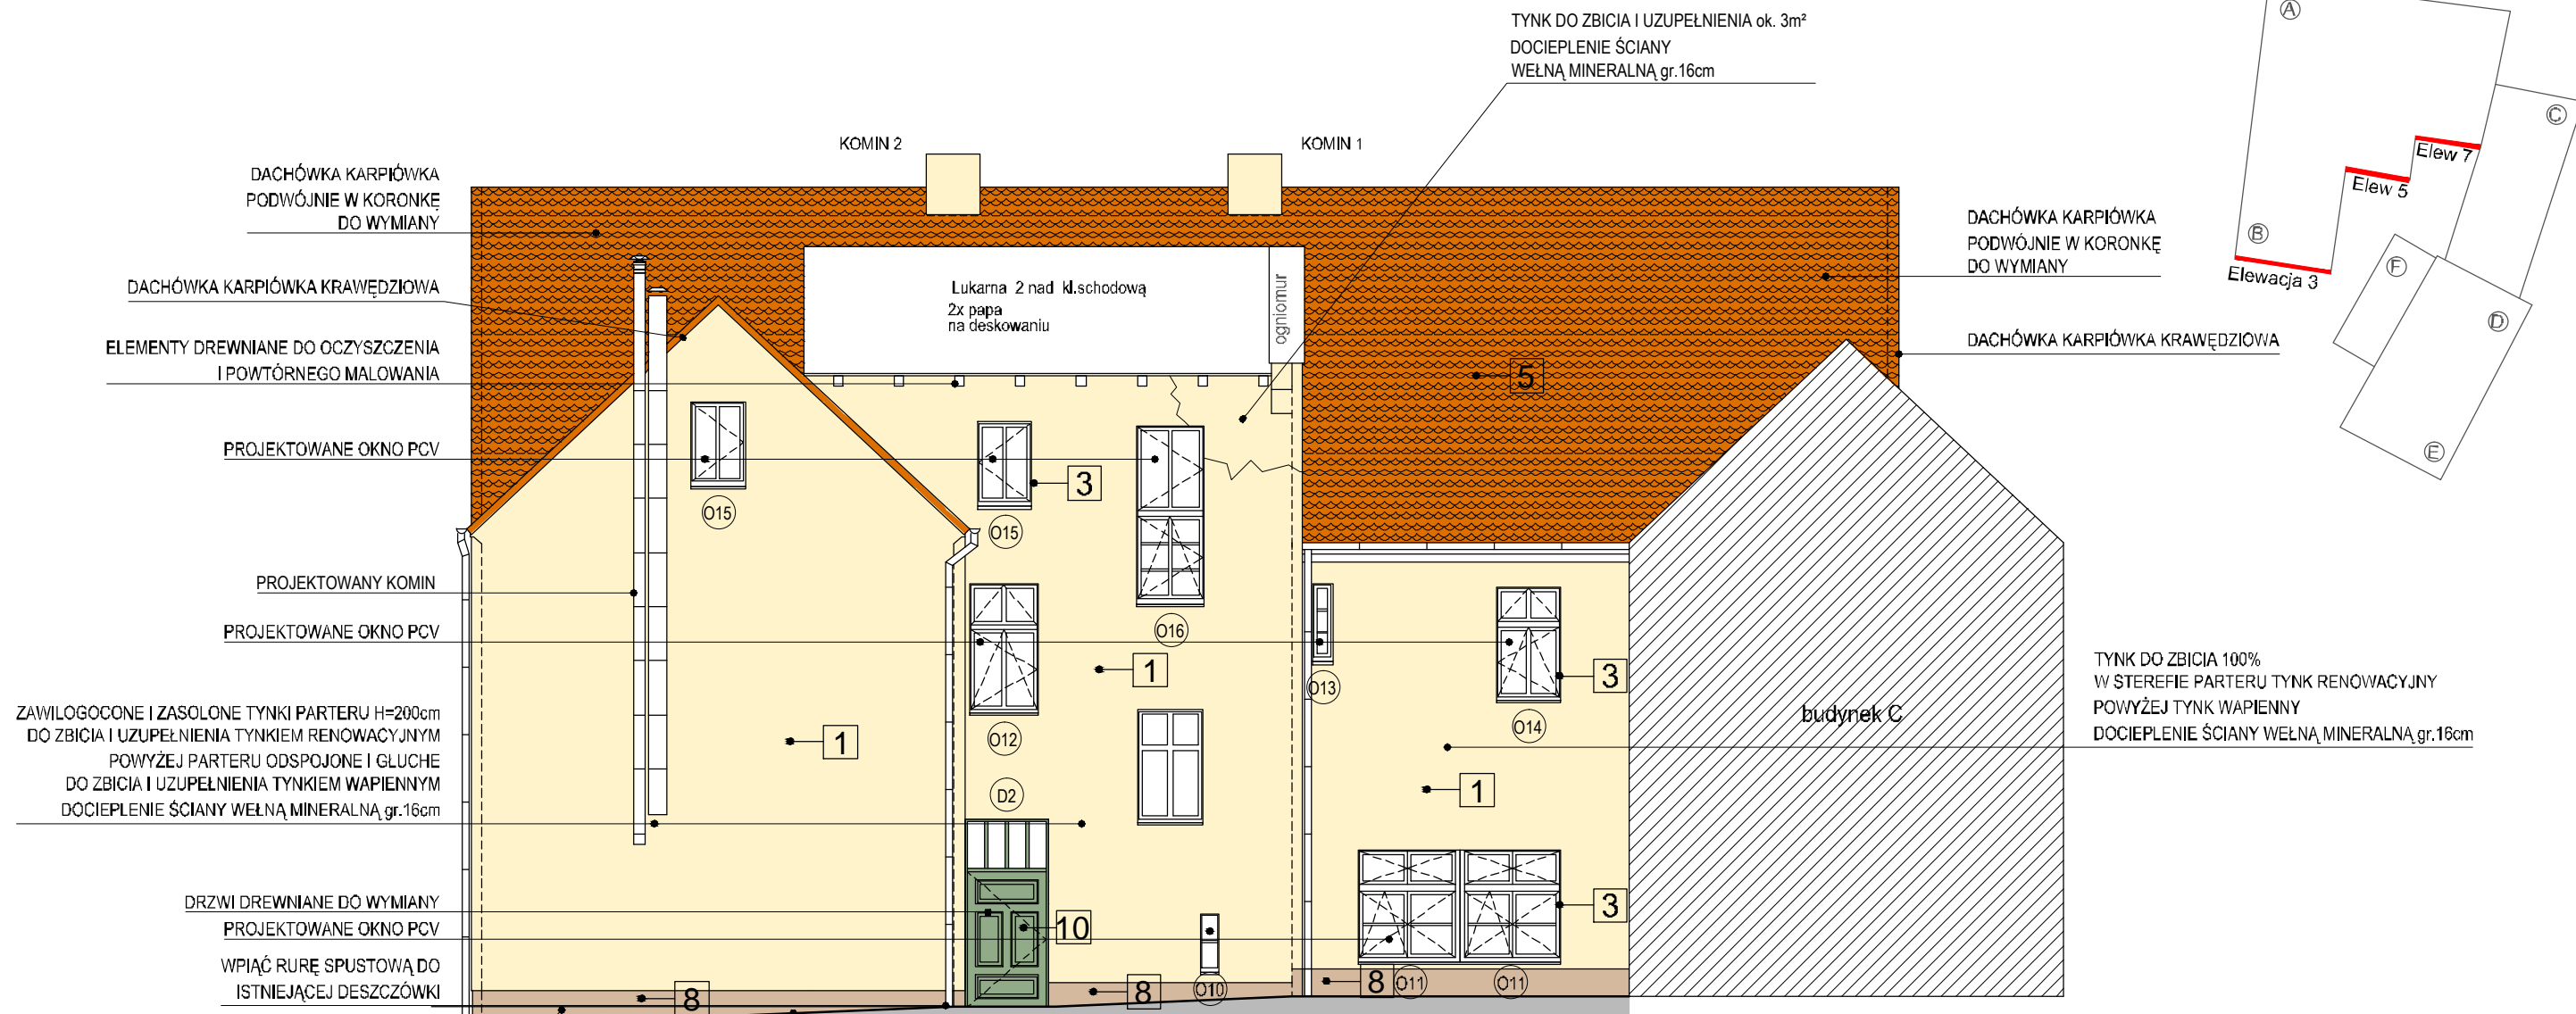 TYNK DO ZBICIA I UZUPEŁNIENIA ok. 3m²
DOCIEPLENIE ŚCIANY
WEŁNĄ MINERALNĄ gr.16cm
A
C
Elew 7
Elew 5
B
F
Elewacja 3
D
E
KOMIN 2
KOMIN 1
DACHÓWKA KARPIÓWKA
PODWÓJNIE W KORONKĘ
DO WYMIANY
DACHÓWKA KARPIÓWKA KRAWĘDZIOWA
ELEMENTY DREWNIANE DO OCZYSZCZENIA
I POWTÓRNEGO MALOWANIA
PROJEKTOWANE OKNO PCV
PROJEKTOWANY KOMIN
PROJEKTOWANE OKNO PCV
ZAWILOGOCONE I ZASOLONE TYNKI PARTERU H=200cm
DO ZBICIA I UZUPEŁNIENIA TYNKIEM RENOWACYJNYM
POWYŻEJ PARTERU ODSPOJONE I GŁUCHE
DO ZBICIA I UZUPEŁNIENIA TYNKIEM WAPIENNYM
DOCIEPLENIE ŚCIANY WEŁNĄ MINERALNĄ gr.16cm
DRZWI DREWNIANE DO WYMIANY
PROJEKTOWANE OKNO PCV
WPIĄĆ RURĘ SPUSTOWĄ DO
ISTNIEJĄCEJ DESZCZÓWKI
Lukarna 2 nad kl.schodową
2x papa
na deskowaniu
ogniomur
O15
O15
3
O16
O12
1
1
D2
10
8
8
O10
5
O13
3
O14
1
3
8
O11
O11
budynek C
DACHÓWKA KARPIÓWKA
PODWÓJNIE W KORONKĘ
DO WYMIANY
DACHÓWKA KARPIÓWKA KRAWĘDZIOWA
TYNK DO ZBICIA 100%
W STEREFIE PARTERU TYNK RENOWACYJNY
POWYŻEJ TYNK WAPIENNY
DOCIEPLENIE ŚCIANY WEŁNĄ MINERALNĄ gr.16cm